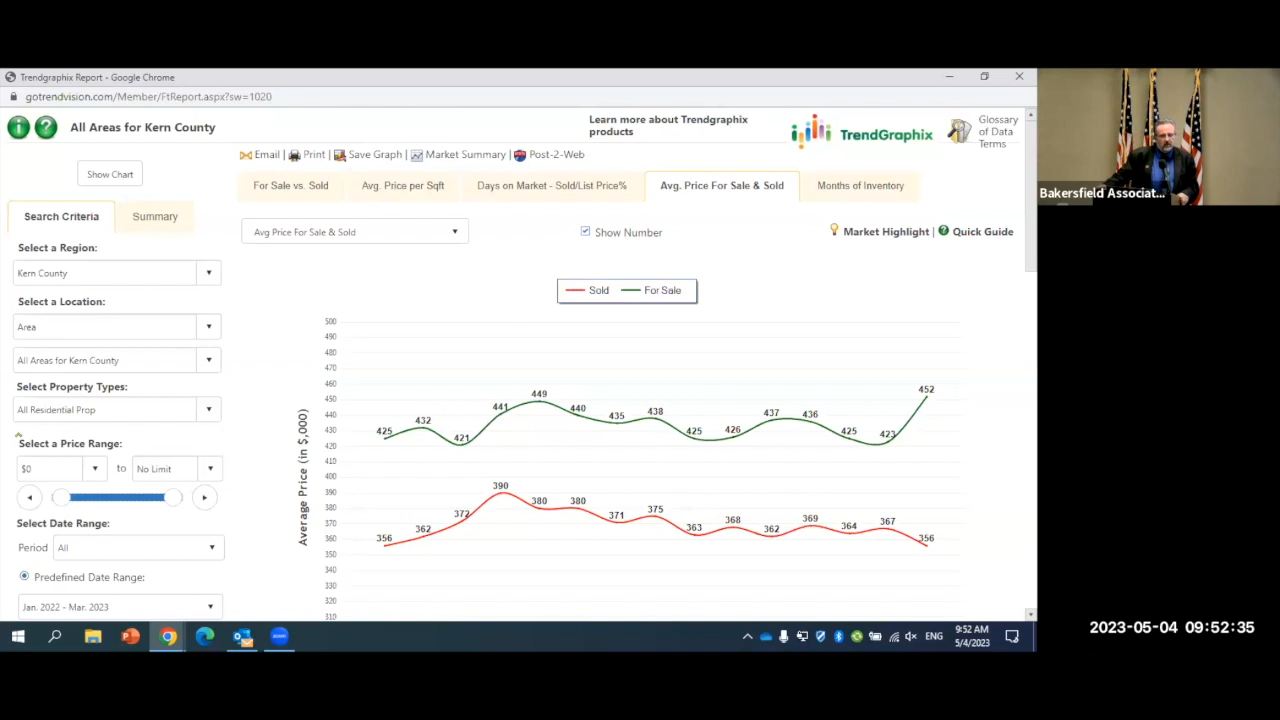 Trendgraphix Report - Google Chrome
gotrendvision.com/Member/FtReport.aspx?sw=1020
All Areas for Kern County
Learn more about Trendgraphix
products
TrendGraphix
Glossary
of Data
Terms
Email | Print | Save Graph | Market Summary | Post-2-Web
Show Chart
For Sale vs. Sold
Avg. Price per Sqft
Days on Market - Sold/List Price%
Avg. Price For Sale & Sold
Months of Inventory
Search Criteria
Summary
Avg Price For Sale & Sold
Show Number
Market Highlight | Quick Guide
Select a Region:
Kern County
Select a Location:
Area
All Areas for Kern County
Select Property Types:
All Residential Prop
Select a Price Range:
$0 to No Limit
Select Date Range:
Period All
Predefined Date Range:
Jan. 2022 - Mar. 2023
Sold For Sale
Average Price (in $,000)
500
490
480
470
460
450
440
430
420
410
400
390
380
370
360
350
340
330
320
310
425 432 421 441 449 440 435 438 425 426 437 436 425 423 452
356 362 372 390 380 380 371 375 363 368 362 369 364 367 356
ENG
9:52 AM
5/4/2023
Bakersfield Associat...
2023-05-04 09:52:35